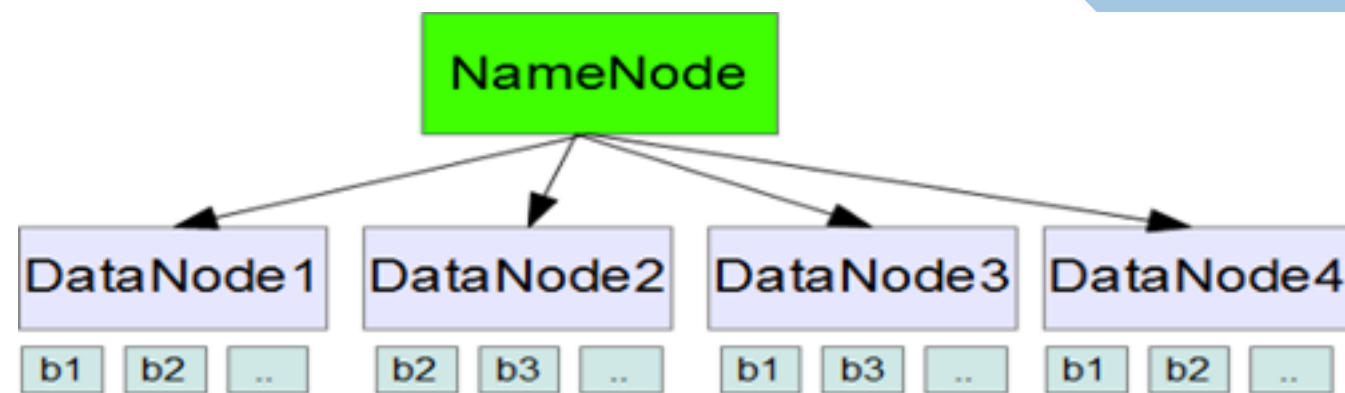 NameNode
DataNode1 DataNode2 DataNode3 DataNode4
b1 b2 .. b2 b3 .. b1 b3 .. b1 b2 ..